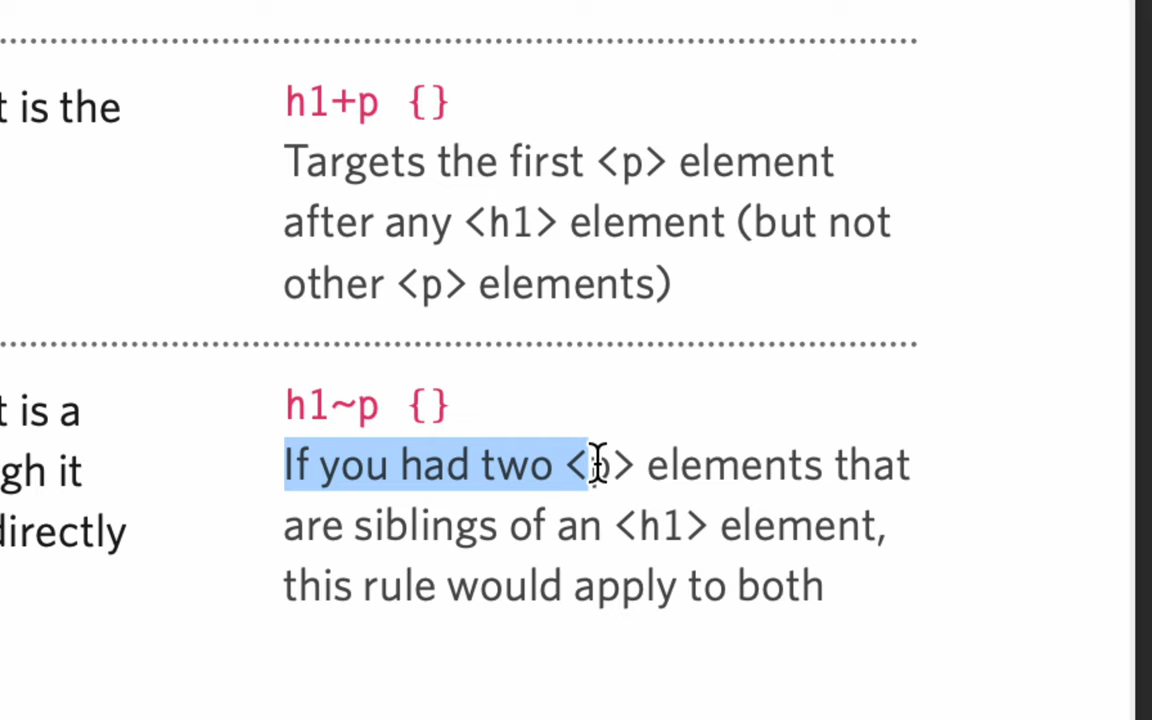 t is the
h1+p {}
Targets the first <p> element
after any <h1> element (but not
other <p> elements)
t is a
gh it
directly
h1~p {}
If you had two <p> elements that
are siblings of an <h1> element,
this rule would apply to both